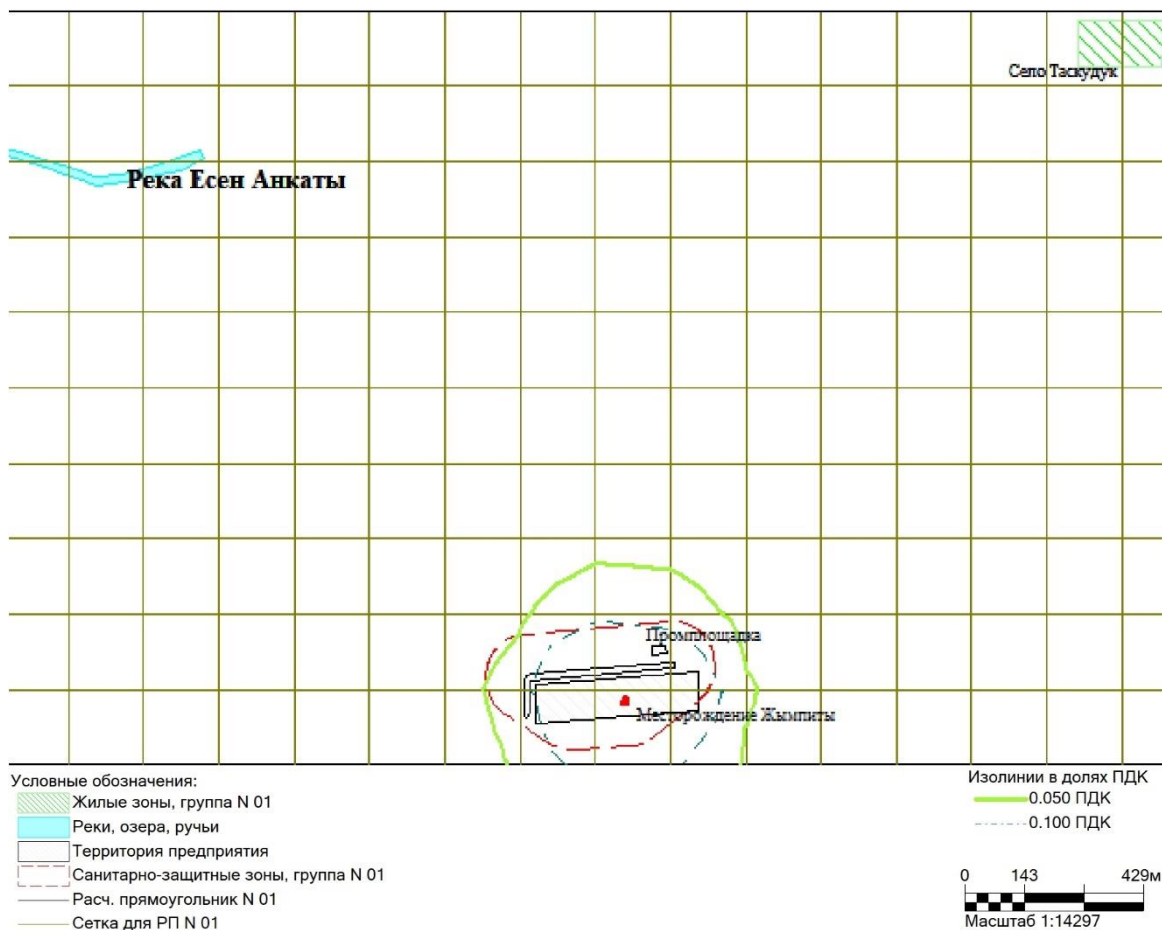 Село Таскудук
Река Есен Анкаты
Промплощадка
Месторождение Жымпиты
Условные обозначения:
Жилые зоны, группа N 01
Реки, озера, ручьи
Территория предприятия
Санитарно-защитные зоны, группа N 01
Расч. прямоугольник N 01
Сетка для РП N 01
Изолинии в долях ПДК
0.050 ПДК
0.100 ПДК
0 143 429м
Масштаб 1:14297